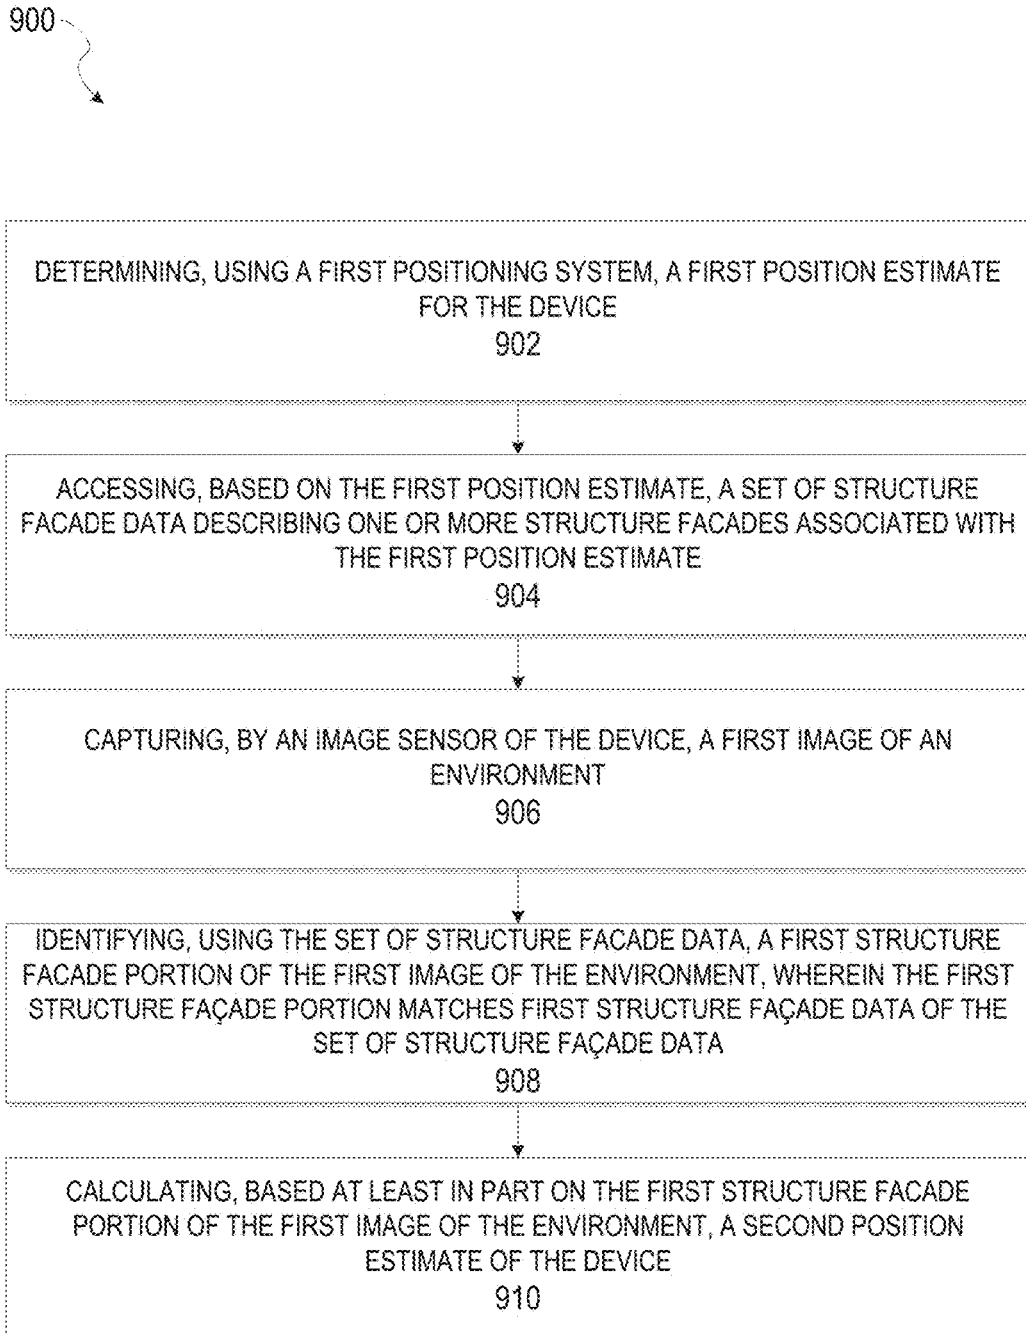 900
DETERMINING, USING A FIRST POSITIONING SYSTEM, A FIRST POSITION ESTIMATE
FOR THE DEVICE
902
ACCESSING, BASED ON THE FIRST POSITION ESTIMATE, A SET OF STRUCTURE
FACADE DATA DESCRIBING ONE OR MORE STRUCTURE FACADES ASSOCIATED WITH
THE FIRST POSITION ESTIMATE
904
CAPTURING, BY AN IMAGE SENSOR OF THE DEVICE, A FIRST IMAGE OF AN
ENVIRONMENT
906
IDENTIFYING, USING THE SET OF STRUCTURE FACADE DATA, A FIRST STRUCTURE
FACADE PORTION OF THE FIRST IMAGE OF THE ENVIRONMENT, WHEREIN THE FIRST
STRUCTURE FAÇADE PORTION MATCHES FIRST STRUCTURE FAÇADE DATA OF THE
SET OF STRUCTURE FAÇADE DATA
908
CALCULATING, BASED AT LEAST IN PART ON THE FIRST STRUCTURE FACADE
PORTION OF THE FIRST IMAGE OF THE ENVIRONMENT, A SECOND POSITION
ESTIMATE OF THE DEVICE
910